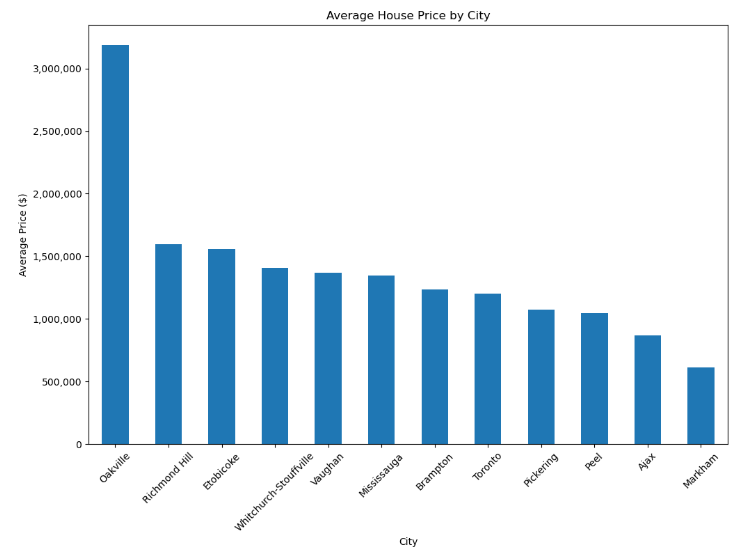 Average House Price by City
Average Price ($)
3,000,000
2,500,000
2,000,000
1,500,000
1,000,000
500,000
0
Oakville
Richmond Hill
Etobicoke
Whitchurch-Stouffville
Vaughan
Mississauga
Brampton
Toronto
Pickering
Peel
Ajax
Markham
City